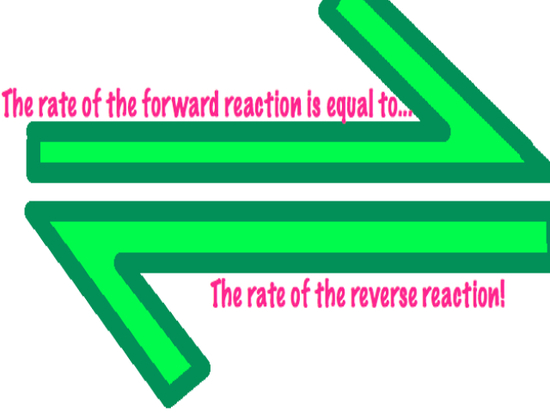 The rate of the forward reaction is equal to...
The rate of the reverse reaction!